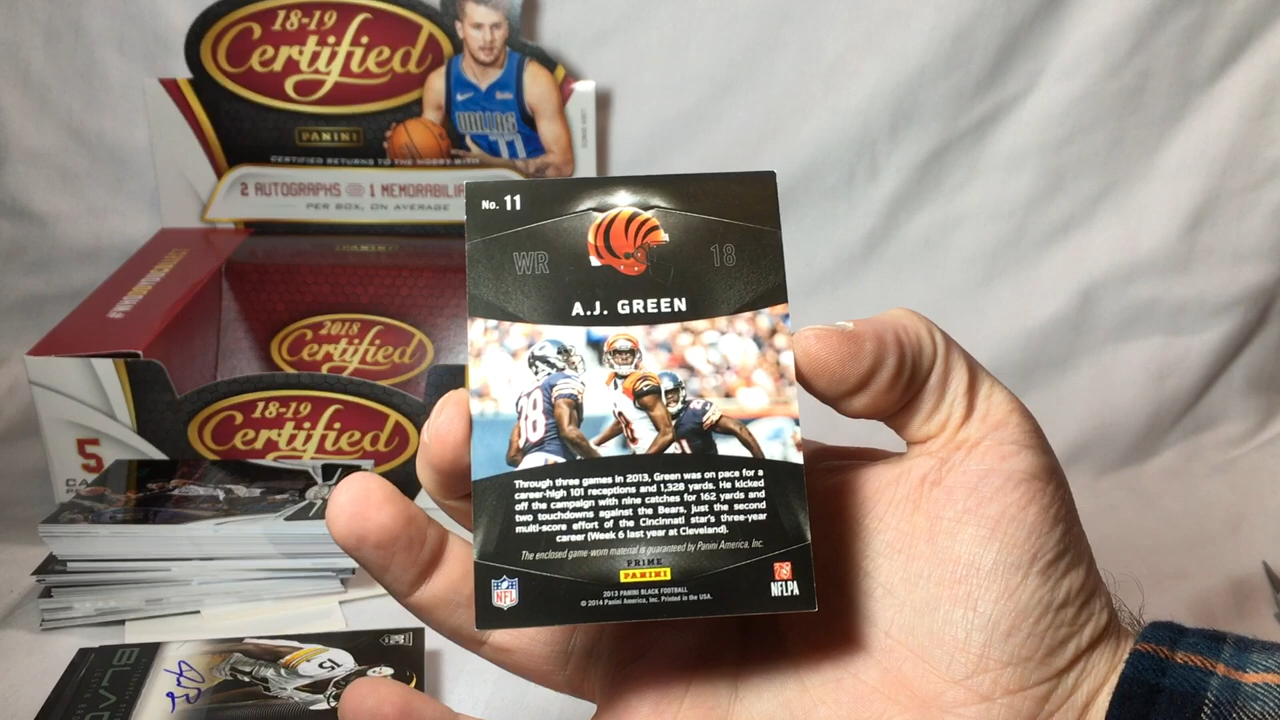 18-19
Certified
PANINI
CERTIFIED RETURNS TO THE HOBBY WITH
2 AUTOGRAPHS 1 MEMORABILIA
PER BOX, ON AVERAGE
DALLAS
77
PANINI
2018
Certified
18-19
Certified
5
No. 11
WR
18
A.J. GREEN
Through three games in 2013, Green was on pace for a
career-high 101 receptions and 1,328 yards. He kicked
off the campaign with nine catches for 162 yards and
two touchdowns against the Bears, just the second
multi-score effort of the Cincinnati star's three-year
career (Week 6 last year at Cleveland).
The enclosed game-worn material is guaranteed by Panini America, Inc.
PRIME
PANINI
2013 PANINI BLACK FOOTBALL
© 2014 Panini America, Inc. Printed in the USA.
NFL
NFLPA
15